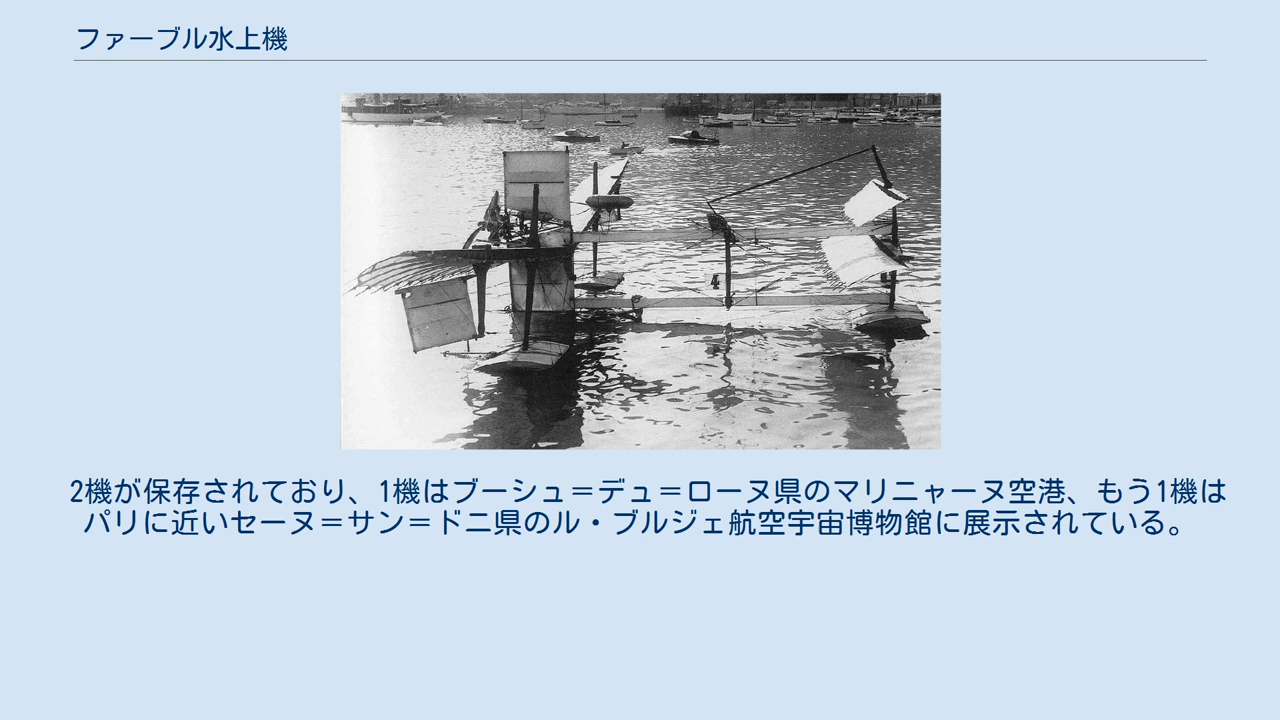 ファーブル水上機
4
2機が保存されており、1機はブーシュ＝デュ＝ローヌ県のマリニャーヌ空港、もう1機は
パリに近いセーヌ＝サン＝ドニ県のル・ブルジェ航空宇宙博物館に展示されている。